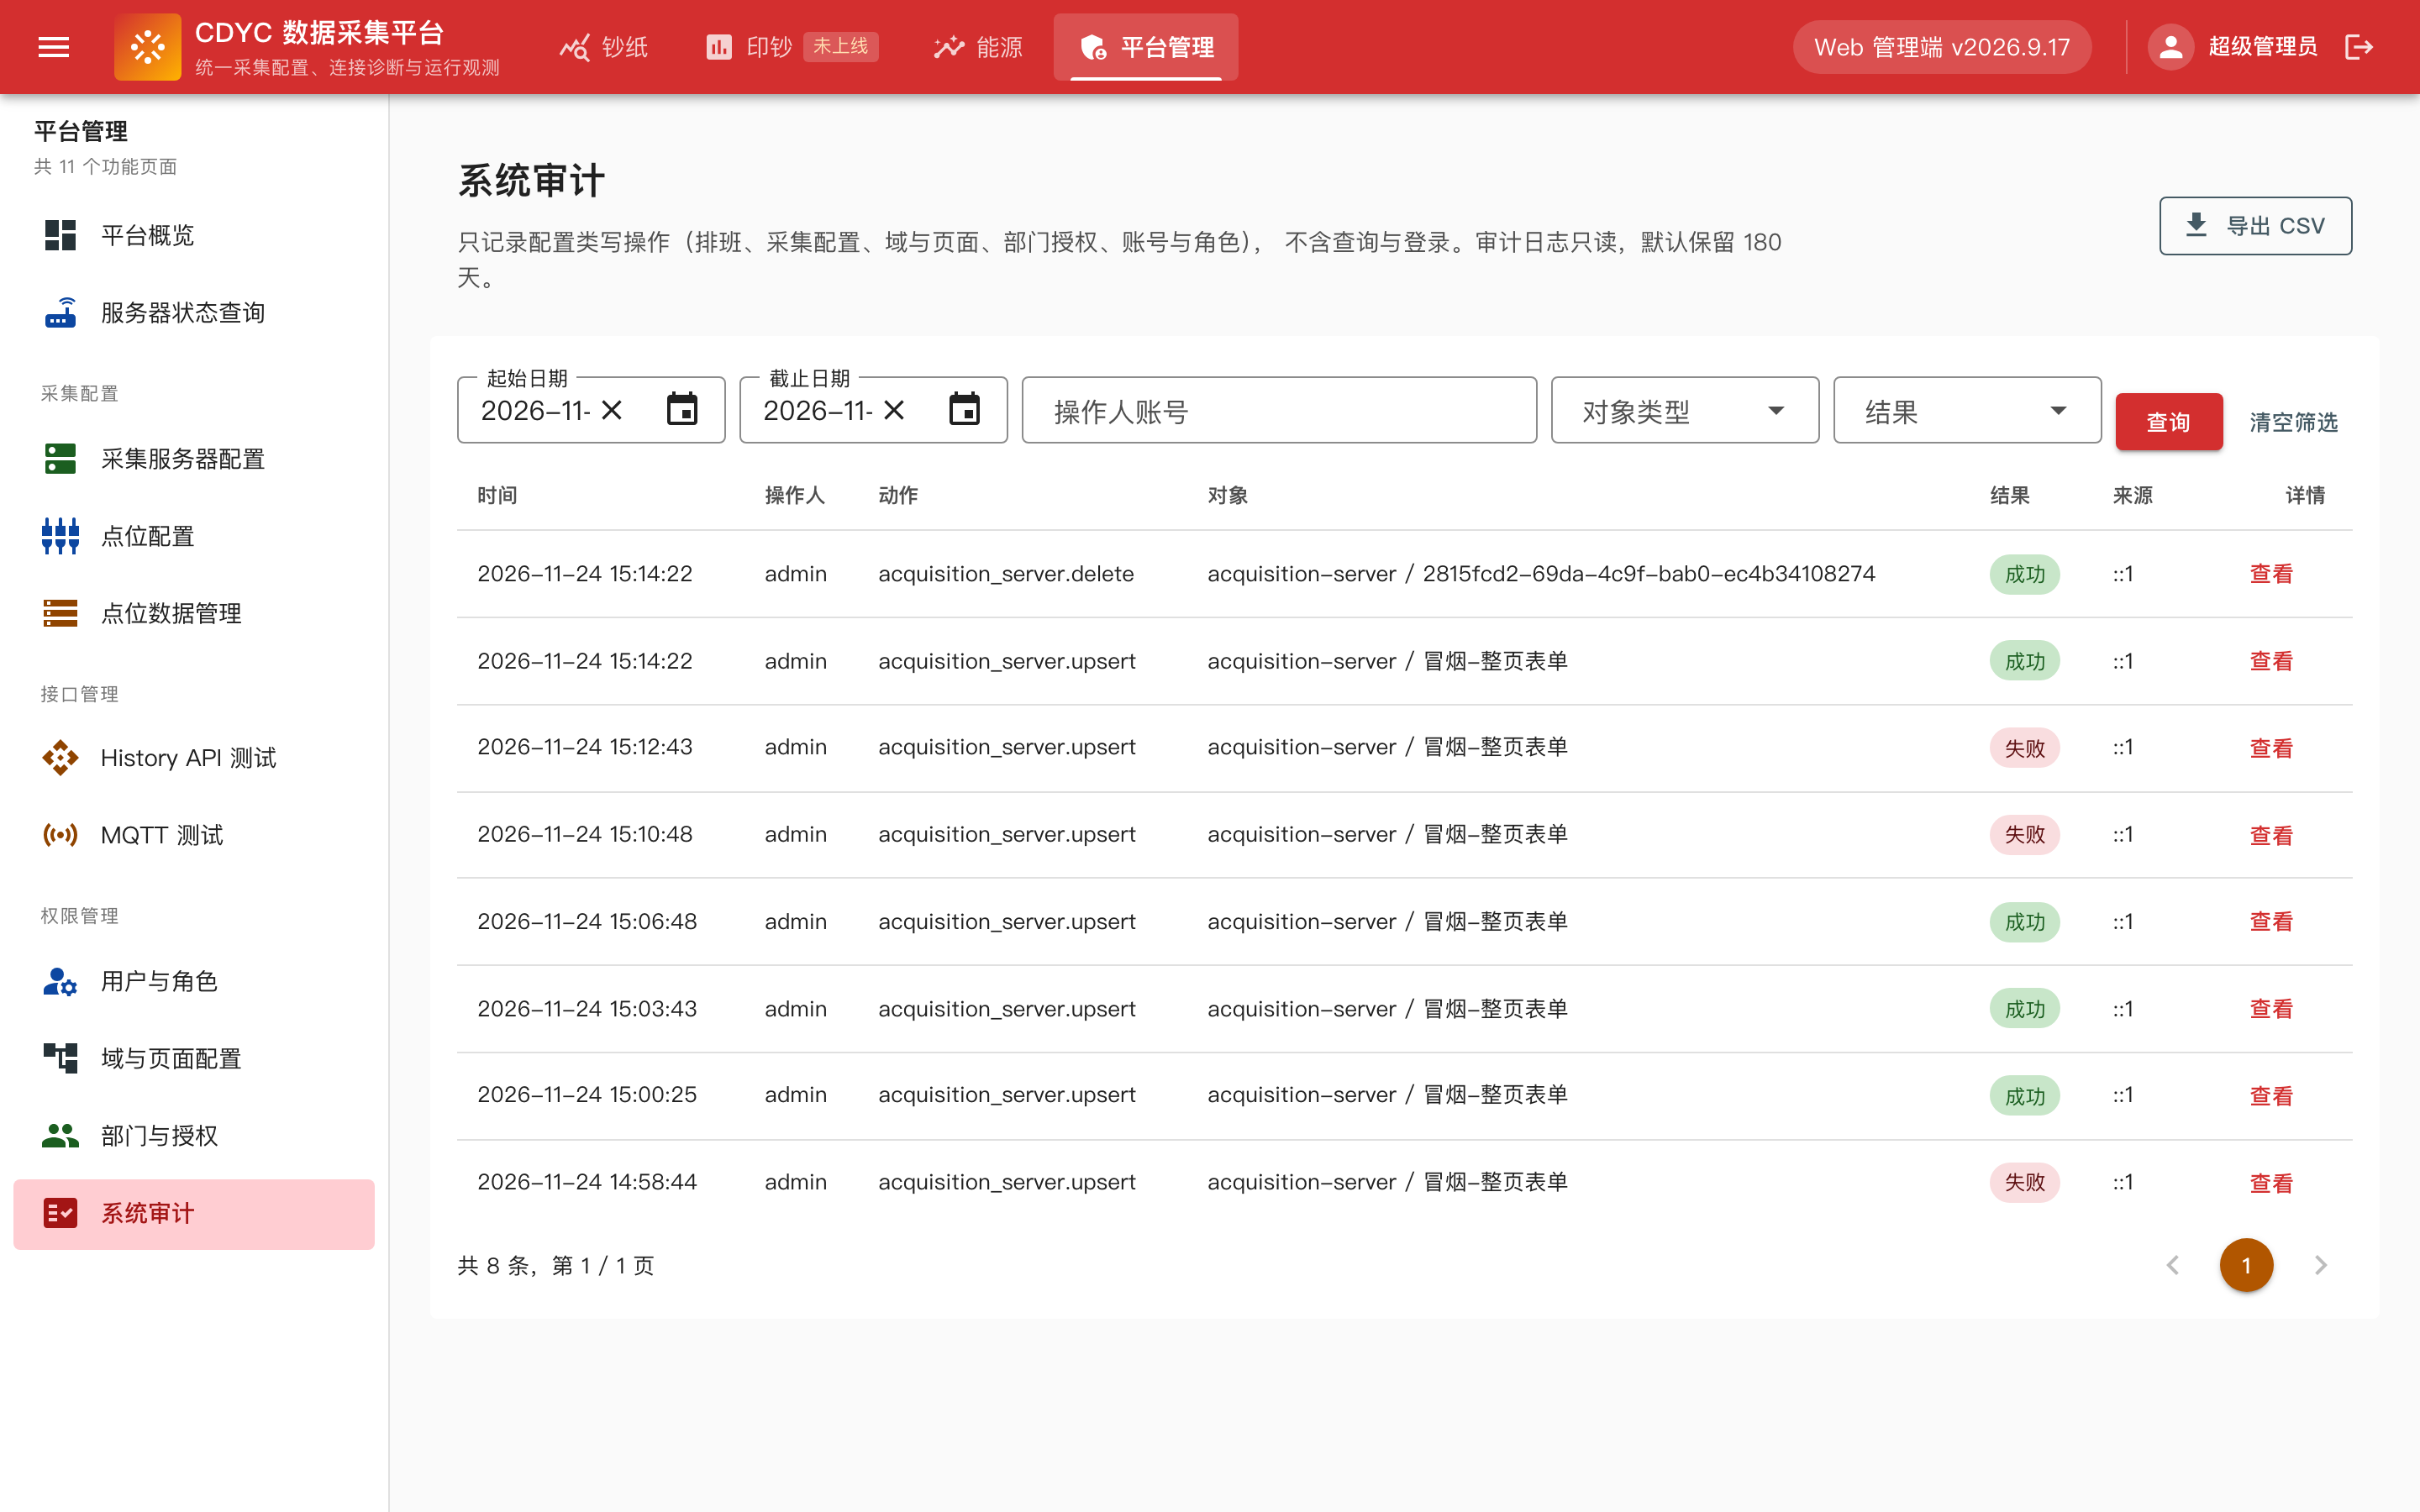 CDYC 数据采集平台
统一采集配置、连接诊断与运行观测
钞纸
印钞 未上线
能源
平台管理
Web 管理端 v2026.9.17
超级管理员
平台管理
共 11 个功能页面
平台概览
服务器状态查询
采集配置
采集服务器配置
点位配置
点位数据管理
接口管理
History API 测试
MQTT 测试
权限管理
用户与角色
域与页面配置
部门与授权
系统审计
系统审计
只记录配置类写操作（排班、采集配置、域与页面、部门授权、账号与角色）， 不含查询与登录。审计日志只读，默认保留 180
天。
导出 CSV
起始日期 截止日期
2026-11- 2026-11- 操作人账号 对象类型 结果 查询 清空筛选
时间 操作人 动作 对象 结果 来源 详情
2026-11-24 15:14:22 admin acquisition_server.delete acquisition-server / 2815fcd2-69da-4c9f-bab0-ec4b34108274 成功 ::1 查看
2026-11-24 15:14:22 admin acquisition_server.upsert acquisition-server / 冒烟-整页表单 成功 ::1 查看
2026-11-24 15:12:43 admin acquisition_server.upsert acquisition-server / 冒烟-整页表单 失败 ::1 查看
2026-11-24 15:10:48 admin acquisition_server.upsert acquisition-server / 冒烟-整页表单 失败 ::1 查看
2026-11-24 15:06:48 admin acquisition_server.upsert acquisition-server / 冒烟-整页表单 成功 ::1 查看
2026-11-24 15:03:43 admin acquisition_server.upsert acquisition-server / 冒烟-整页表单 成功 ::1 查看
2026-11-24 15:00:25 admin acquisition_server.upsert acquisition-server / 冒烟-整页表单 成功 ::1 查看
2026-11-24 14:58:44 admin acquisition_server.upsert acquisition-server / 冒烟-整页表单 失败 ::1 查看
共 8 条，第 1 / 1 页
1